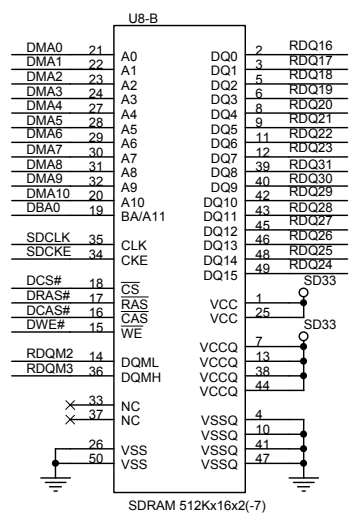 U8-B
DMA0 21 A0 DQ0 2 RDQ16
DMA1 22 A1 DQ1 3 RDQ17
DMA2 23 A2 DQ2 5 RDQ18
DMA3 24 A3 DQ3 6 RDQ19
DMA4 27 A4 DQ4 8 RDQ20
DMA5 28 A5 DQ5 9 RDQ21
DMA6 29 A6 DQ6 11 RDQ22
DMA7 30 A7 DQ7 12 RDQ23
DMA8 31 A8 DQ8 39 RDQ31
DMA9 32 A9 DQ9 40 RDQ30
DMA10 20 A10 DQ10 42 RDQ29
DBA0 19 BA/A11 DQ11 43 RDQ28
DQ12 45 RDQ27
SDCLK 35 CLK DQ13 46 RDQ26
SDCKE 34 CKE DQ14 48 RDQ25
DQ15 49 RDQ24
DCS# 18 CS SD33
DRAS# 17 RAS VCC 1
DCAS# 16 CAS VCC 25
DWE# 15 WE SD33
RDQM2 14 DQML VCCQ 7
RDQM3 36 DQMH VCCQ 13
VCCQ 38
VCCQ 44
33 NC
37 NC VSSQ 4
VSSQ 10
26 VSS VSSQ 41
50 VSS VSSQ 47
SDRAM 512Kx16x2(-7)